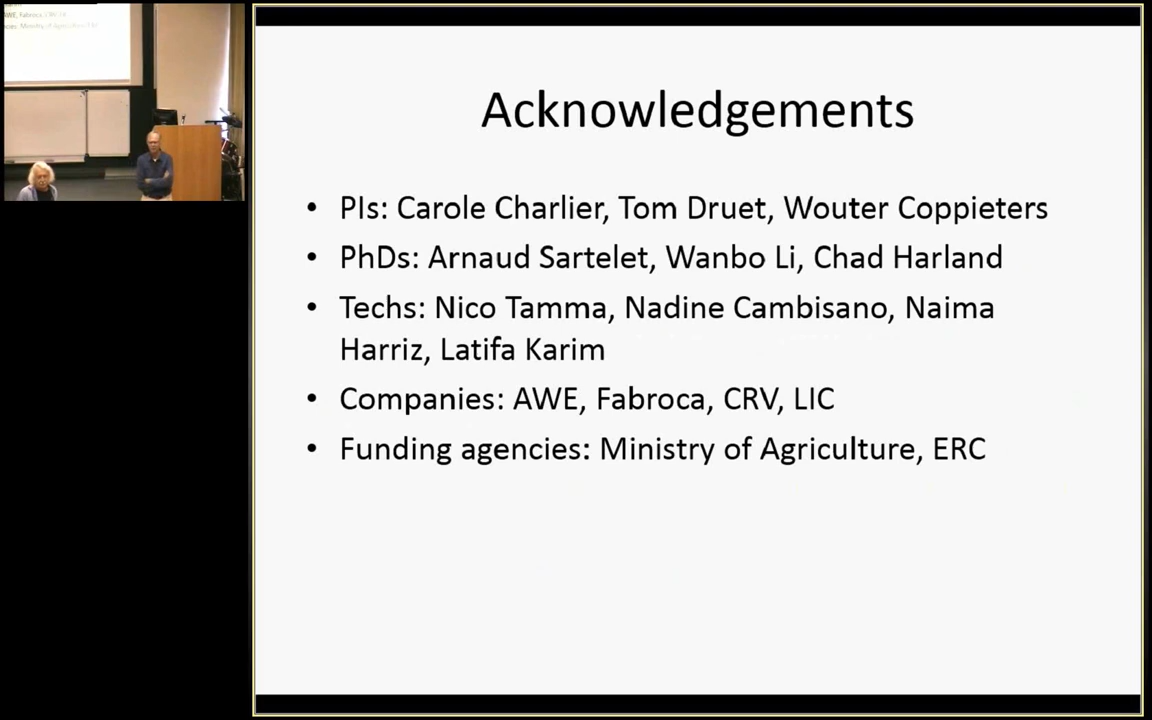 Acknowledgements
• PIs: Carole Charlier, Tom Druet, Wouter Coppieters
• PhDs: Arnaud Sartelet, Wanbo Li, Chad Harland
• Techs: Nico Tamma, Nadine Cambisano, Naima
Harriz, Latifa Karim
• Companies: AWE, Fabroca, CRV, LIC
• Funding agencies: Ministry of Agriculture, ERC